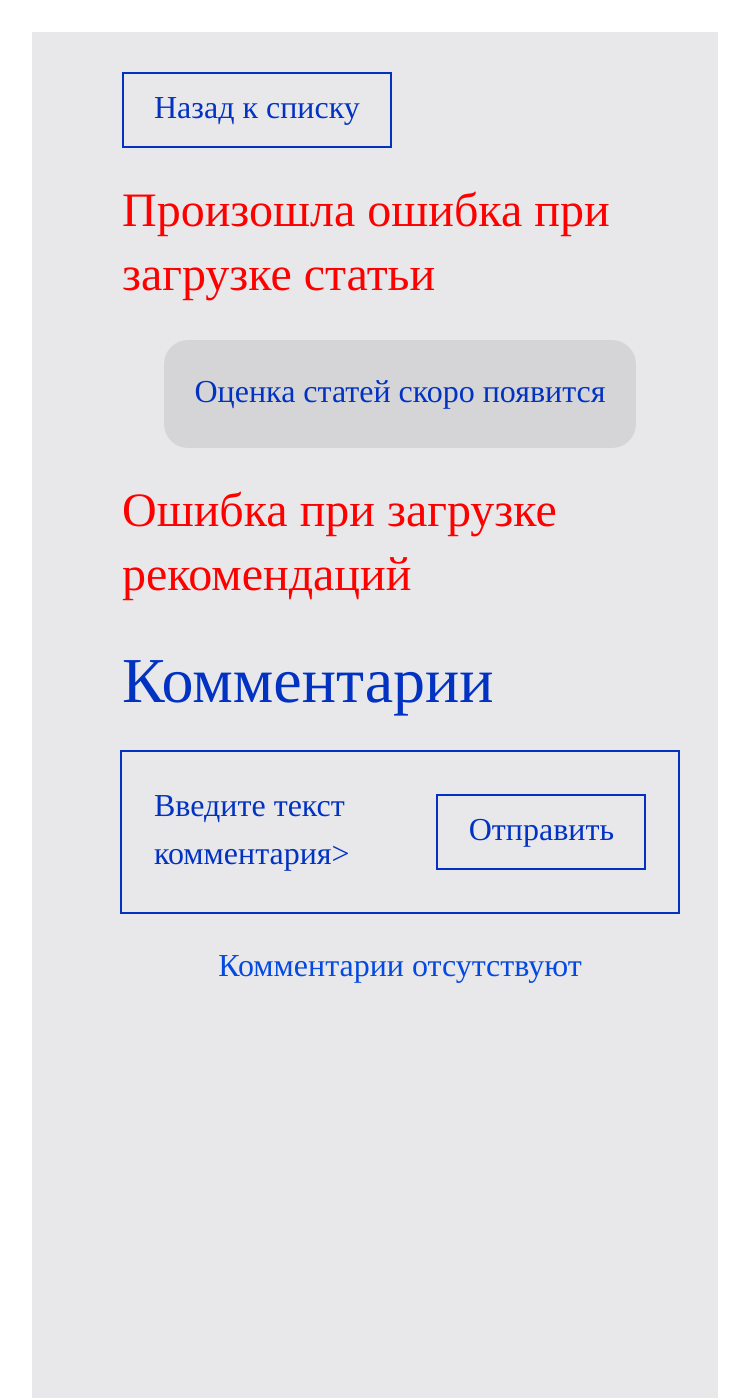 Назад к списку
Произошла ошибка при
загрузке статьи
Оценка статей скоро появится
Ошибка при загрузке
рекомендаций
Комментарии
Введите текст
комментария>
Отправить
Комментарии отсутствуют